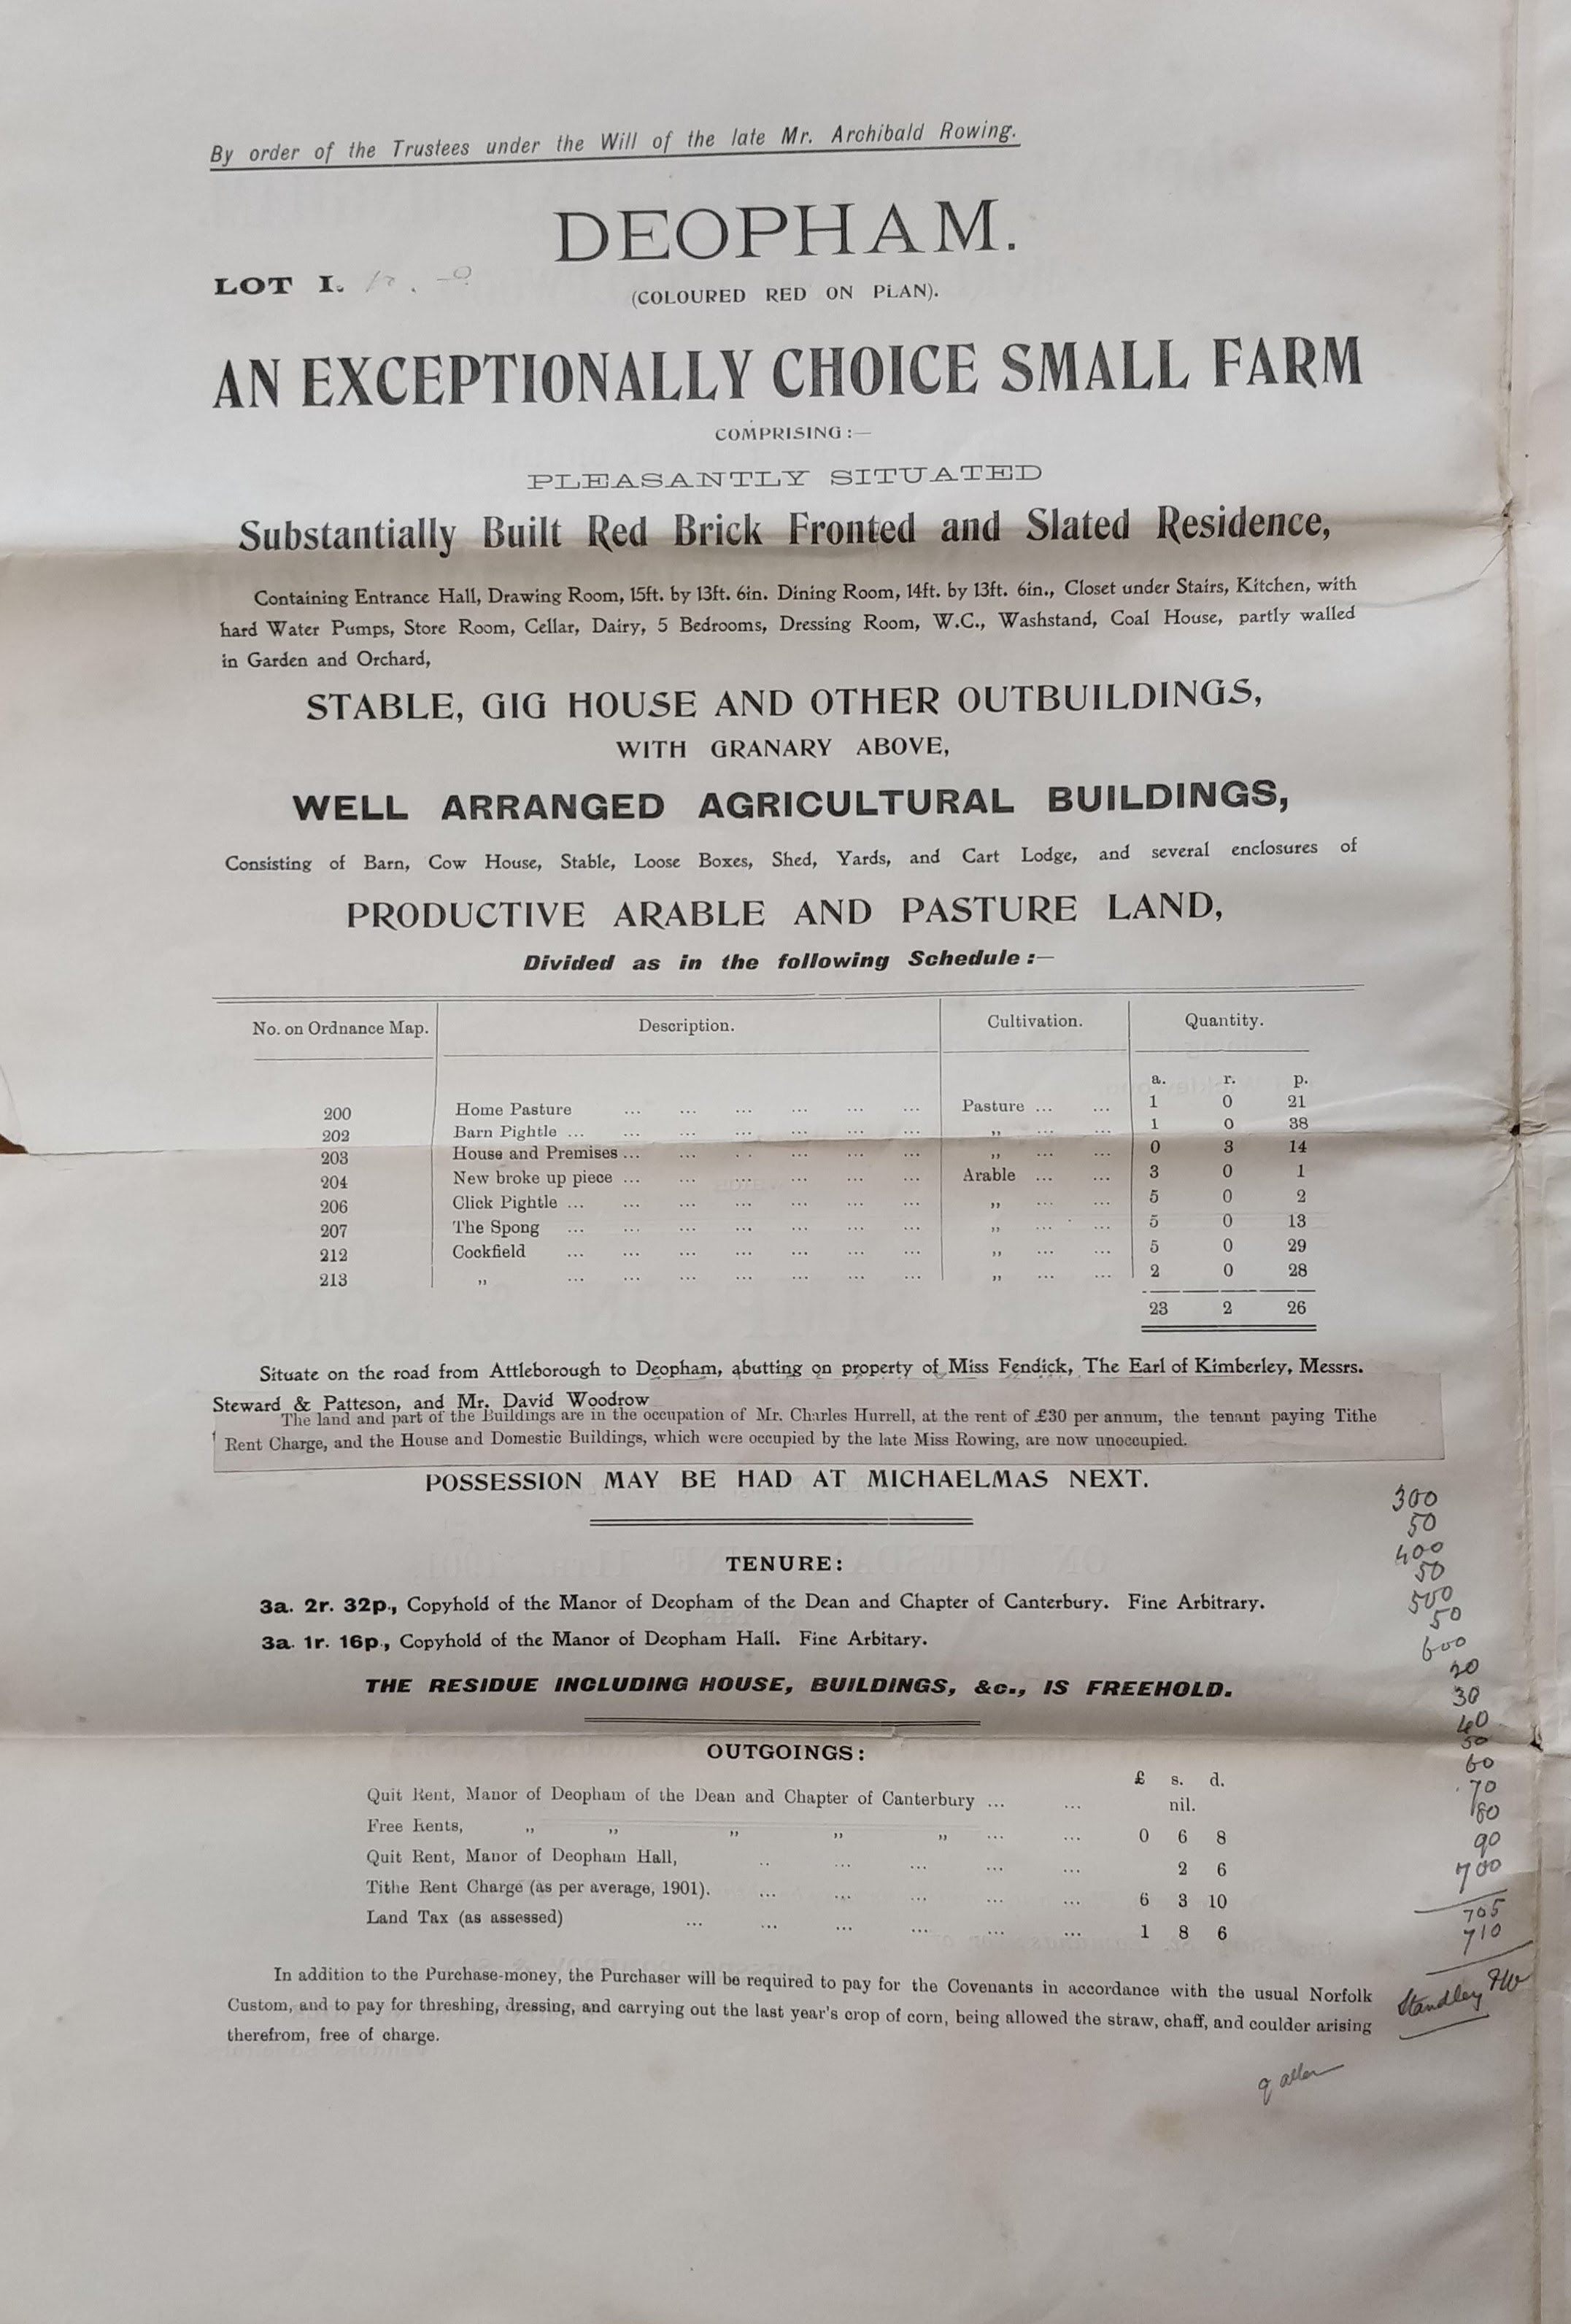 By order of the Trustees under the Will of the late Mr. Archibald Rowing.
DEOPHAM.
LOT I.
(COLOURED RED ON PLAN).
AN EXCEPTIONALLY CHOICE SMALL FARM
COMPRISING:—
PLEASANTLY SITUATED
Substantially Built Red Brick Fronted and Slated Residence,
Containing Entrance Hall, Drawing Room, 15ft. by 13ft. 6in. Dining Room, 14ft. by 13ft. 6in., Closet under Stairs, Kitchen, with
hard Water Pumps, Store Room, Cellar, Dairy, 5 Bedrooms, Dressing Room, W.C., Washstand, Coal House, partly walled
in Garden and Orchard,
STABLE, GIG HOUSE AND OTHER OUTBUILDINGS,
WITH GRANARY ABOVE,
WELL ARRANGED AGRICULTURAL BUILDINGS,
Consisting of Barn, Cow House, Stable, Loose Boxes, Shed, Yards, and Cart Lodge, and several enclosures of
PRODUCTIVE ARABLE AND PASTURE LAND,
Divided as in the following Schedule:—
No. on Ordnance Map. Description. Cultivation. Quantity.
a. r. p.
200 Home Pasture ... ... ... ... ... ... Pasture ... ... 1 0 21
202 Barn Pightle ... ... ... ... ... ... ... ,, ... ... 1 0 38
203 House and Premises ... ... ... ... ... ... ,, ... ... 0 3 14
204 New broke up piece ... ... ... ... ... ... Arable ... ... 3 0 1
206 Click Pightle ... ... ... ... ... ... ... ,, ... ... 5 0 2
207 The Spong ... ... ... ... ... ... ... ,, ... ... 5 0 13
212 Cockfield ... ... ... ... ... ... ... ,, ... ... 5 0 29
213 ,, ... ... ... ... ... ... ... ,, ... ... 2 0 28
23 2 26
Situate on the road from Attleborough to Deopham, abutting on property of Miss Fendick, The Earl of Kimberley, Messrs.
Steward & Patteson, and Mr. David Woodrow
The land and part of the Buildings are in the occupation of Mr. Charles Hurrell, at the rent of £30 per annum, the tenant paying Tithe
Rent Charge, and the House and Domestic Buildings, which were occupied by the late Miss Rowing, are now unoccupied.
POSSESSION MAY BE HAD AT MICHAELMAS NEXT.
TENURE:
3a. 2r. 32p., Copyhold of the Manor of Deopham of the Dean and Chapter of Canterbury. Fine Arbitrary.
3a. 1r. 16p., Copyhold of the Manor of Deopham Hall. Fine Arbitary.
THE RESIDUE INCLUDING HOUSE, BUILDINGS, &c., IS FREEHOLD.
OUTGOINGS:
£ s. d.
Quit Rent, Manor of Deopham of the Dean and Chapter of Canterbury ... ... nil.
Free Rents, ,, ,, ,, ,, ,, ... ... 0 6 8
Quit Rent, Manor of Deopham Hall, .. ... ... ... ... 2 6
Tithe Rent Charge (as per average, 1901). ... ... ... ... ... 6 3 10
Land Tax (as assessed) ... ... ... ... ... ... 1 8 6
In addition to the Purchase-money, the Purchaser will be required to pay for the Covenants in accordance with the usual Norfolk
Custom, and to pay for threshing, dressing, and carrying out the last year's crop of corn, being allowed the straw, chaff, and coulder arising
therefrom, free of charge.
300
50
400
50
500
50
600
20
30
40
50
60
70
80
90
700
705
710
Standley